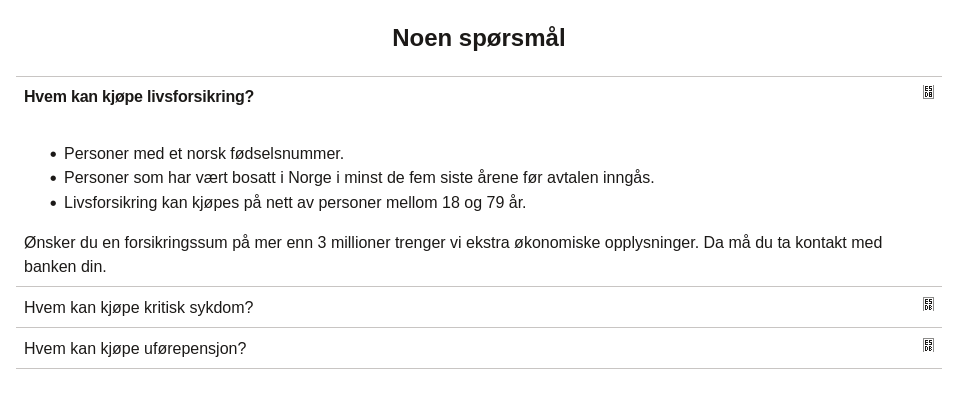 Noen spørsmål
Hvem kan kjøpe livsforsikring?
Personer med et norsk fødselsnummer.
Personer som har vært bosatt i Norge i minst de fem siste årene før avtalen inngås.
Livsforsikring kan kjøpes på nett av personer mellom 18 og 79 år.
Ønsker du en forsikringssum på mer enn 3 millioner trenger vi ekstra økonomiske opplysninger. Da må du ta kontakt med
banken din.
Hvem kan kjøpe kritisk sykdom?
Hvem kan kjøpe uførepensjon?